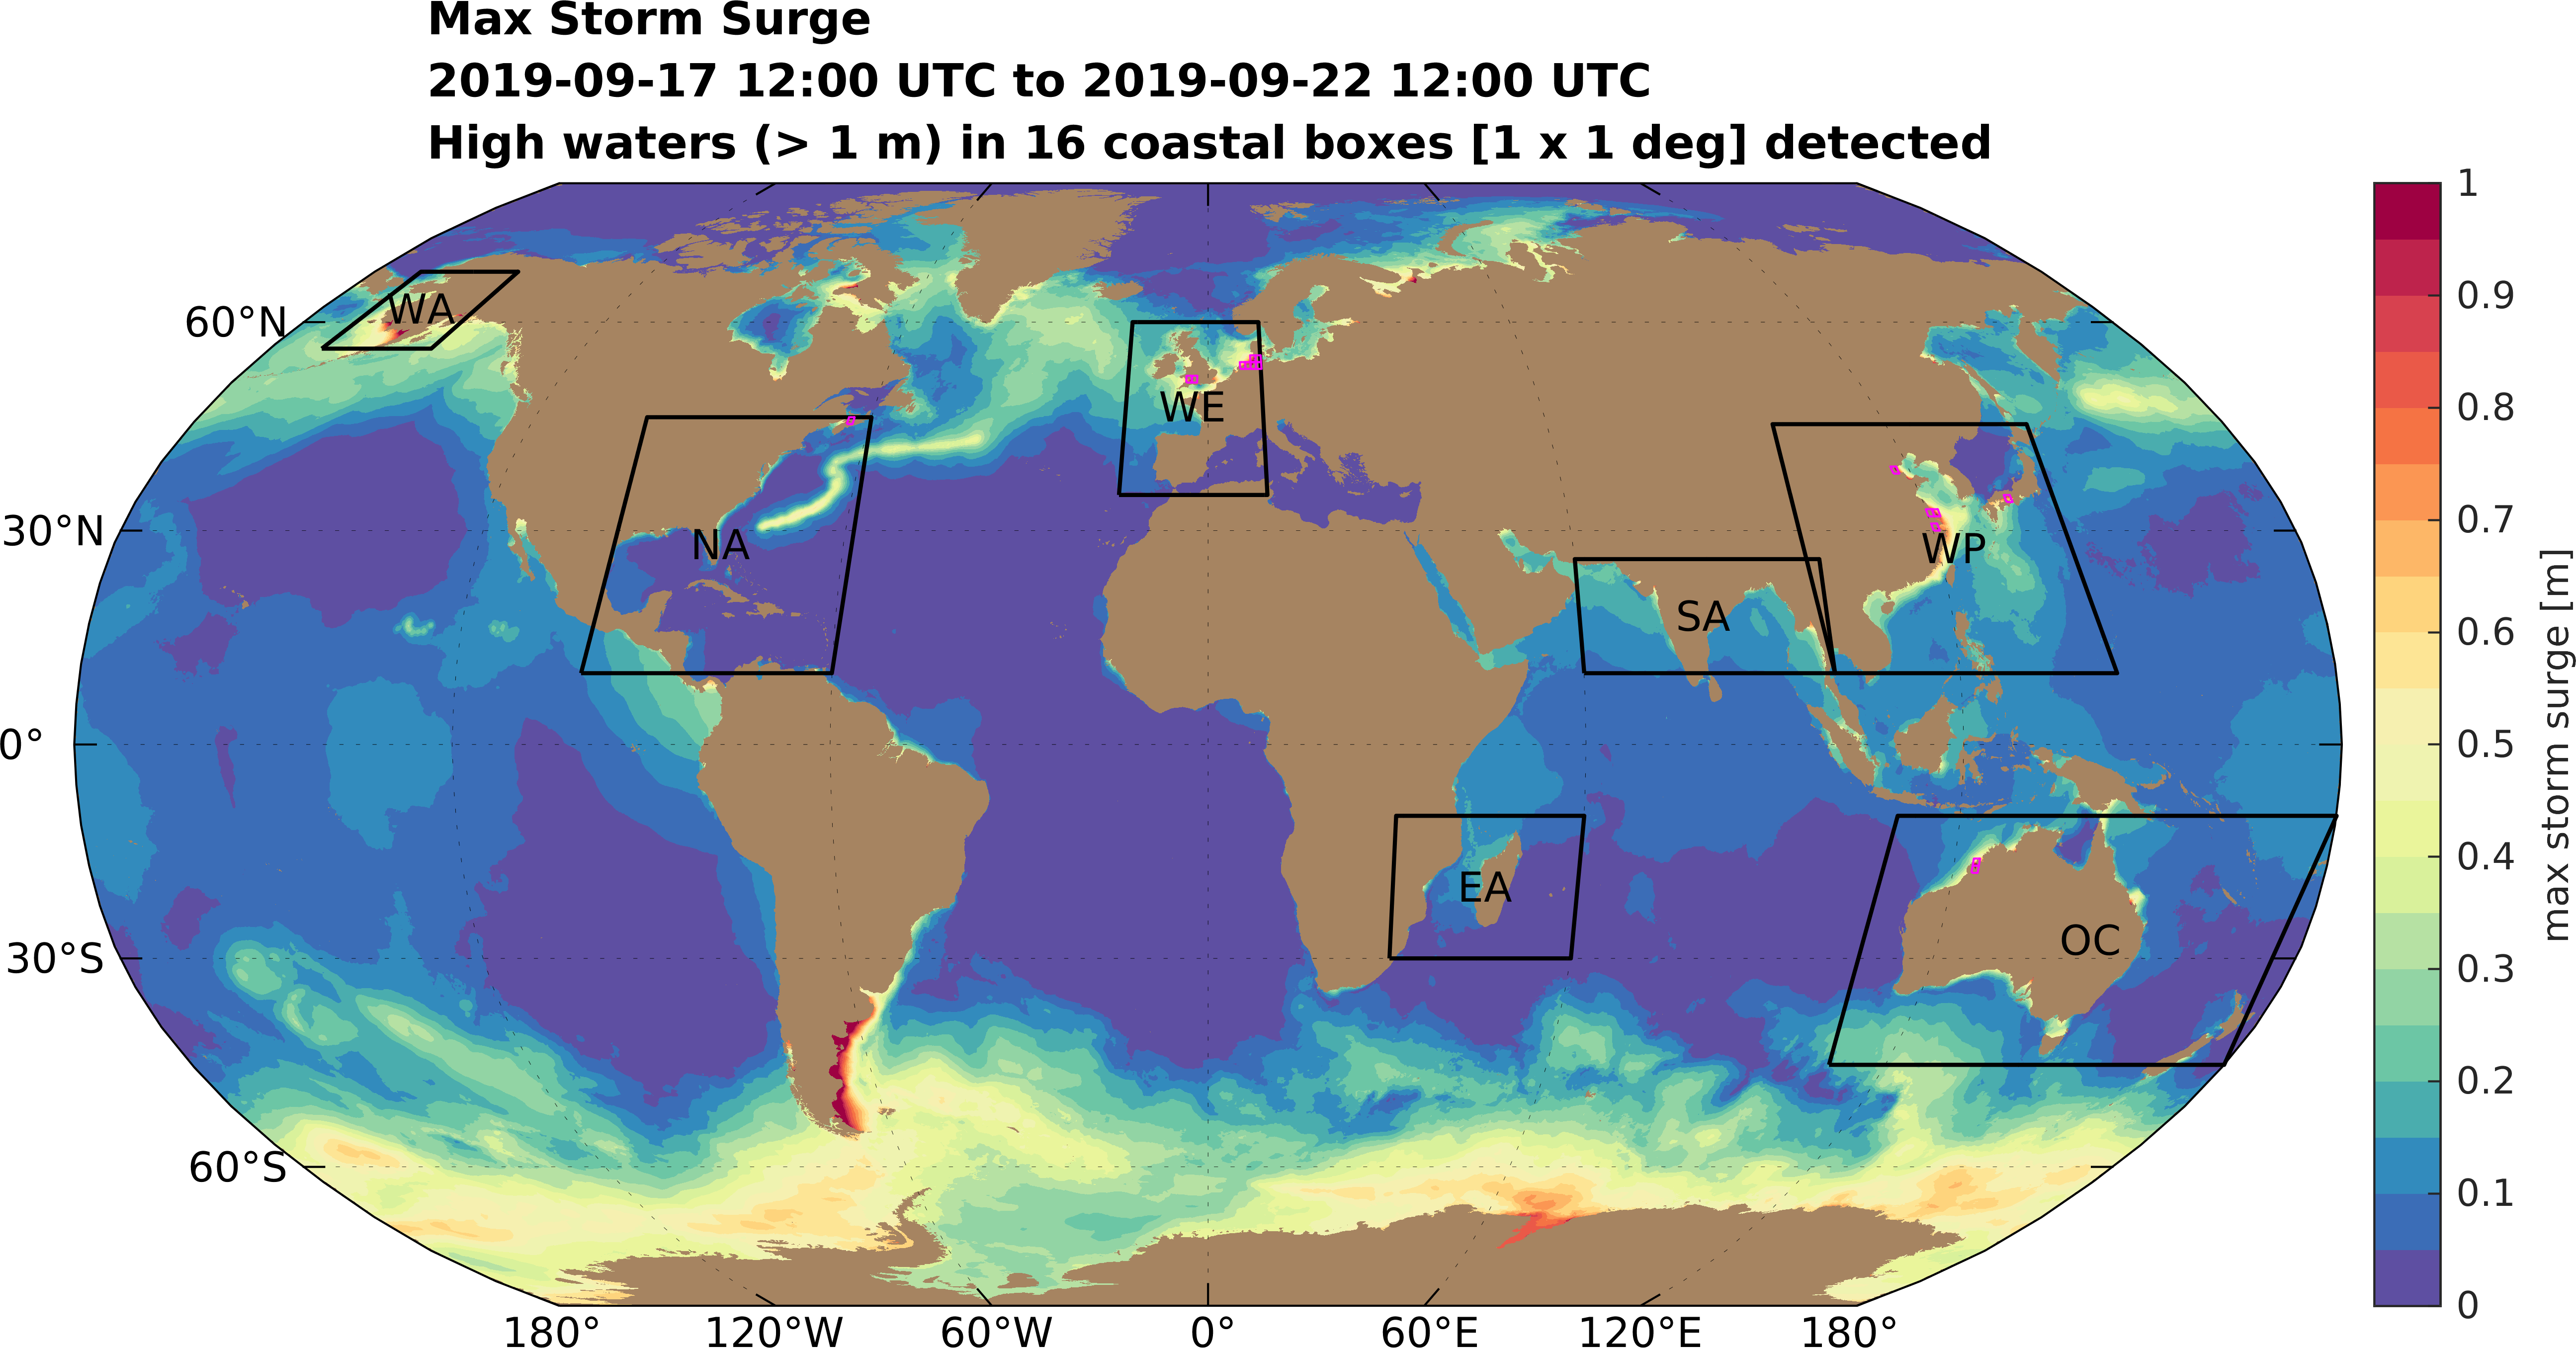 Max Storm Surge
2019-09-17 12:00 UTC to 2019-09-22 12:00 UTC
High waters (> 1 m) in 16 coastal boxes [1 x 1 deg] detected
60°N
30°N
0°
30°S
60°S
WA
NA
WE
SA
WP
EA
OC
180°
120°W
60°W
0°
60°E
120°E
180°
1
0.9
0.8
0.7
0.6
0.5
0.4
0.3
0.2
0.1
0
max storm surge [m]